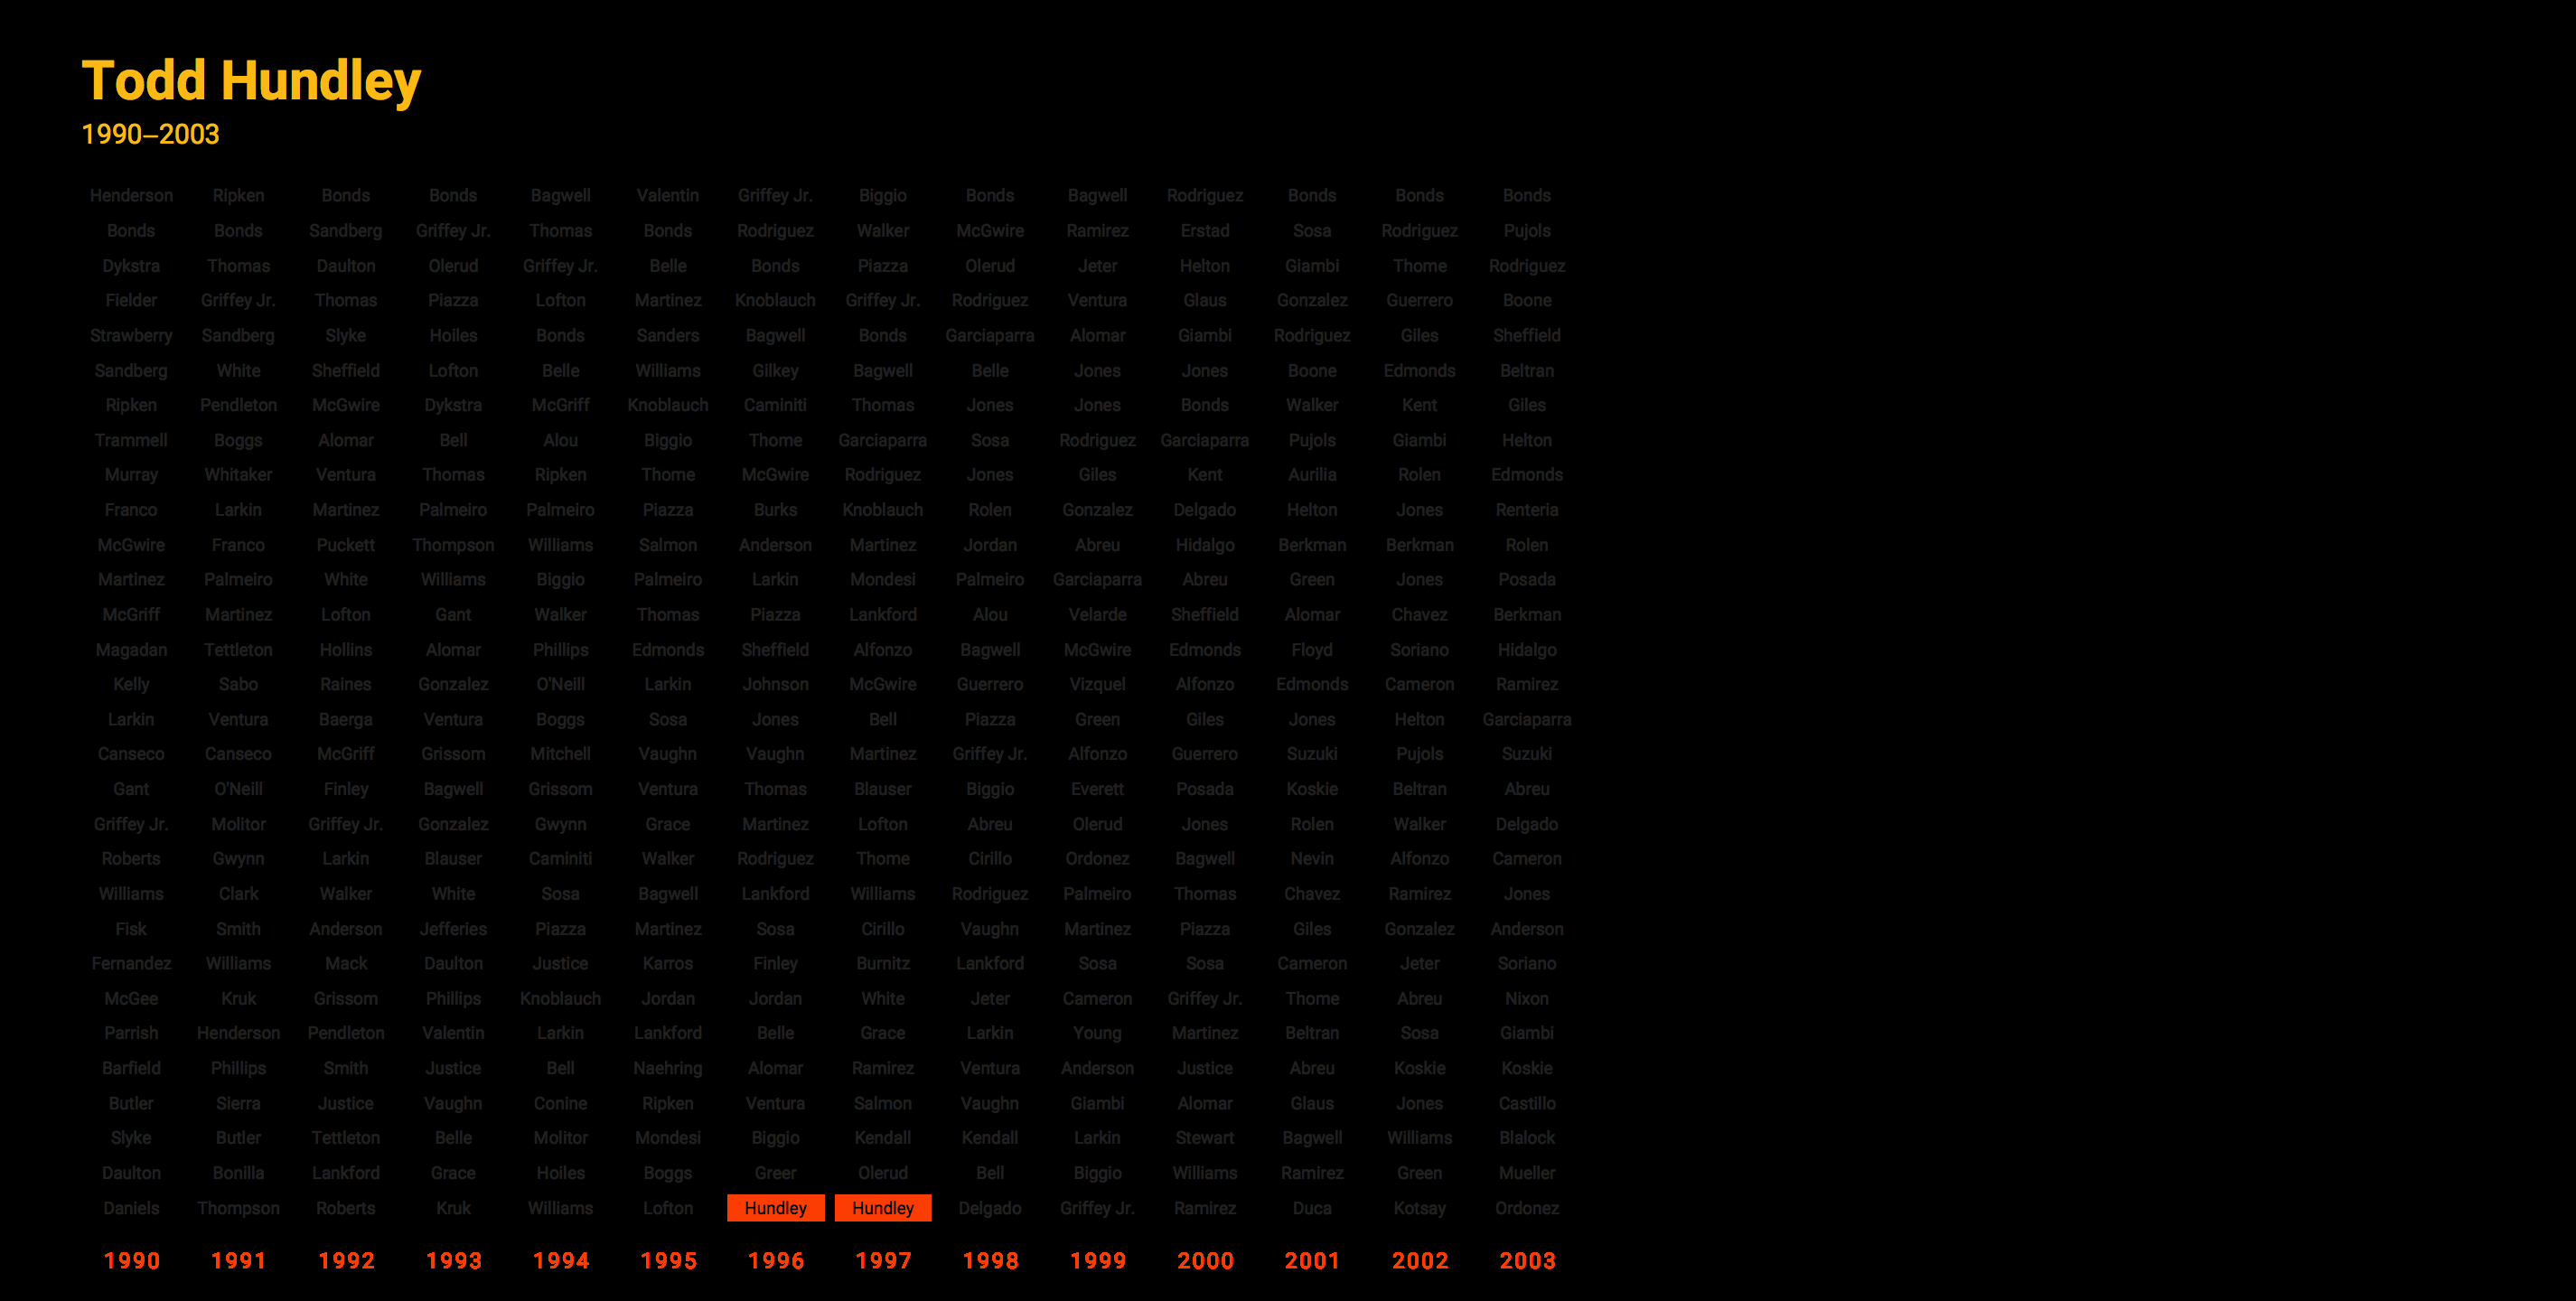 Todd Hundley
1990–2003
Henderson Ripken Bonds Bonds Bagwell Valentin Griffey Jr. Biggio Bonds Bagwell Rodriguez Bonds Bonds Bonds
Bonds Bonds Sandberg Griffey Jr. Thomas Bonds Rodriguez Walker McGwire Ramirez Erstad Sosa Rodriguez Pujols
Dykstra Thomas Daulton Olerud Griffey Jr. Belle Bonds Piazza Olerud Jeter Helton Giambi Thome Rodriguez
Fielder Griffey Jr. Thomas Piazza Lofton Martinez Knoblauch Griffey Jr. Rodriguez Ventura Glaus Gonzalez Guerrero Boone
Strawberry Sandberg Slyke Hoiles Bonds Sanders Bagwell Bonds Garciaparra Alomar Giambi Rodriguez Giles Sheffield
Sandberg White Sheffield Lofton Belle Williams Gilkey Bagwell Belle Jones Jones Boone Edmonds Beltran
Ripken Pendleton McGwire Dykstra McGriff Knoblauch Caminiti Thomas Jones Jones Bonds Walker Kent Giles
Trammell Boggs Alomar Bell Alou Biggio Thome Garciaparra Sosa Rodriguez Garciaparra Pujols Giambi Helton
Murray Whitaker Ventura Thomas Ripken Thome McGwire Rodriguez Jones Giles Kent Aurilia Rolen Edmonds
Franco Larkin Martinez Palmeiro Palmeiro Piazza Burks Knoblauch Rolen Gonzalez Delgado Helton Jones Renteria
McGwire Franco Puckett Thompson Williams Salmon Anderson Martinez Jordan Abreu Hidalgo Berkman Berkman Rolen
Martinez Palmeiro White Williams Biggio Palmeiro Larkin Mondesi Palmeiro Garciaparra Abreu Green Jones Posada
McGriff Martinez Lofton Gant Walker Thomas Piazza Lankford Alou Velarde Sheffield Alomar Chavez Berkman
Magadan Tettleton Hollins Alomar Phillips Edmonds Sheffield Alfonzo Bagwell McGwire Edmonds Floyd Soriano Hidalgo
Kelly Sabo Raines Gonzalez O'Neill Larkin Johnson McGwire Guerrero Vizquel Alfonzo Edmonds Cameron Ramirez
Larkin Ventura Baerga Ventura Boggs Sosa Jones Bell Piazza Green Giles Jones Helton Garciaparra
Canseco Canseco McGriff Grissom Mitchell Vaughn Vaughn Martinez Griffey Jr. Alfonzo Guerrero Suzuki Pujols Suzuki
Gant O'Neill Finley Bagwell Grissom Ventura Thomas Blauser Biggio Everett Posada Koskie Beltran Abreu
Griffey Jr. Molitor Griffey Jr. Gonzalez Gwynn Grace Martinez Lofton Abreu Olerud Jones Rolen Walker Delgado
Roberts Gwynn Larkin Blauser Caminiti Walker Rodriguez Thome Cirillo Ordonez Bagwell Nevin Alfonzo Cameron
Williams Clark Walker White Sosa Bagwell Lankford Williams Rodriguez Palmeiro Thomas Chavez Ramirez Jones
Fisk Smith Anderson Jefferies Piazza Martinez Sosa Cirillo Vaughn Martinez Piazza Giles Gonzalez Anderson
Fernandez Williams Mack Daulton Justice Karros Finley Burnitz Lankford Sosa Sosa Cameron Jeter Soriano
McGee Kruk Grissom Phillips Knoblauch Jordan Jordan White Jeter Cameron Griffey Jr. Thome Abreu Nixon
Parrish Henderson Pendleton Valentin Larkin Lankford Belle Grace Larkin Young Martinez Beltran Sosa Giambi
Barfield Phillips Smith Justice Bell Naehring Alomar Ramirez Ventura Anderson Justice Abreu Koskie Koskie
Butler Sierra Justice Vaughn Conine Ripken Ventura Salmon Vaughn Giambi Alomar Glaus Jones Castillo
Slyke Butler Tettleton Belle Molitor Mondesi Biggio Kendall Kendall Larkin Stewart Bagwell Williams Blalock
Daulton Bonilla Lankford Grace Hoiles Boggs Greer Olerud Bell Biggio Williams Ramirez Green Mueller
Daniels Thompson Roberts Kruk Williams Lofton Hundley Hundley Delgado Griffey Jr. Ramirez Duca Kotsay Ordonez
1990 1991 1992 1993 1994 1995 1996 1997 1998 1999 2000 2001 2002 2003